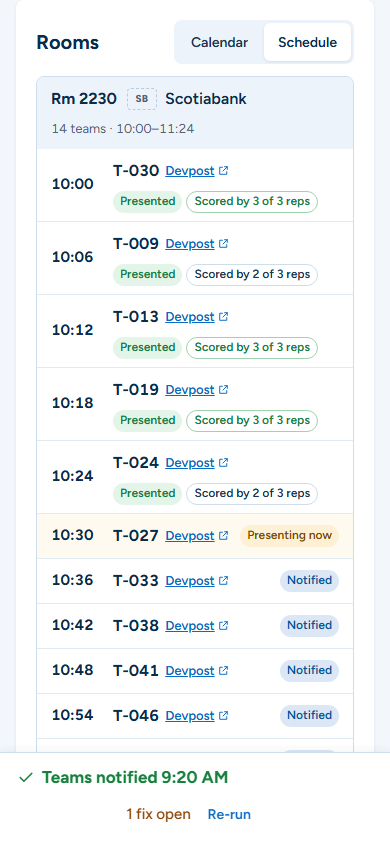 Rooms
Calendar
Schedule
Rm 2230 SB Scotiabank
14 teams · 10:00–11:24
10:00 T-030 Devpost
Presented Scored by 3 of 3 reps
10:06 T-009 Devpost
Presented Scored by 2 of 3 reps
10:12 T-013 Devpost
Presented Scored by 3 of 3 reps
10:18 T-019 Devpost
Presented Scored by 3 of 3 reps
10:24 T-024 Devpost
Presented Scored by 2 of 3 reps
10:30 T-027 Devpost Presenting now
10:36 T-033 Devpost Notified
10:42 T-038 Devpost Notified
10:48 T-041 Devpost Notified
10:54 T-046 Devpost Notified
Teams notified 9:20 AM
1 fix open Re-run